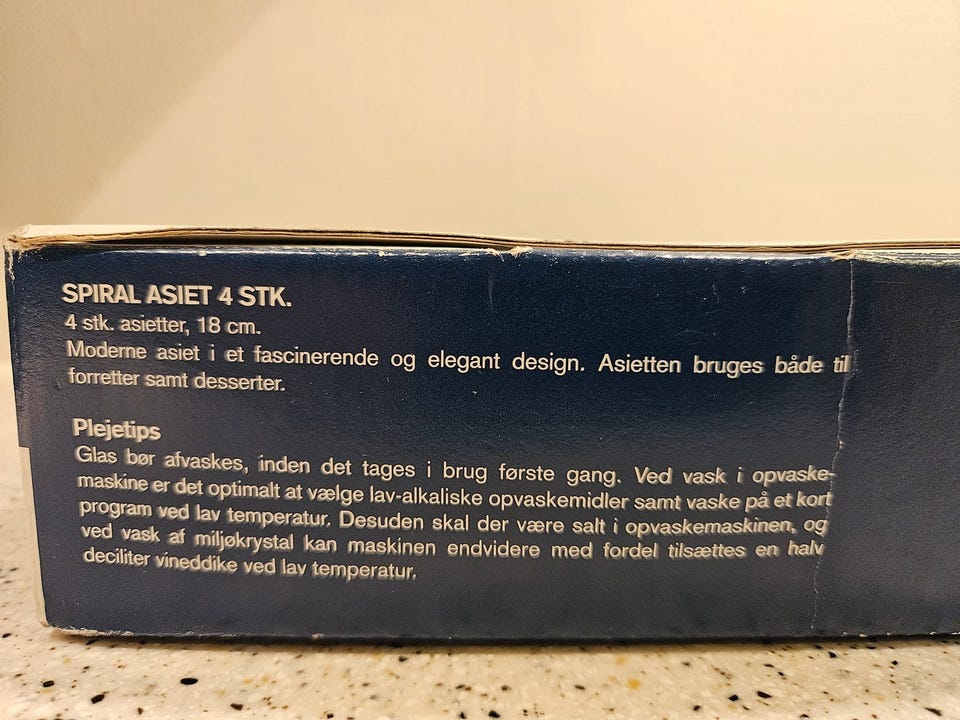 SPIRAL ASIET 4 STK.
4 stk. asietter, 18 cm.
Moderne asiet i et fascinerende og elegant design. Asietten bruges både til
forretter samt desserter.
Plejetips
Glas bør afvaskes, inden det tages i brug første gang. Ved vask i opvaske-
maskine er det optimalt at vælge lav-alkaliske opvaskemidler samt vaske på et kort
program ved lav temperatur. Desuden skal der være salt i opvaskemaskinen, og
ved vask af miljøkrystal kan maskinen endvidere med fordel tilsættes en halv
deciliter vineddike ved lav temperatur.